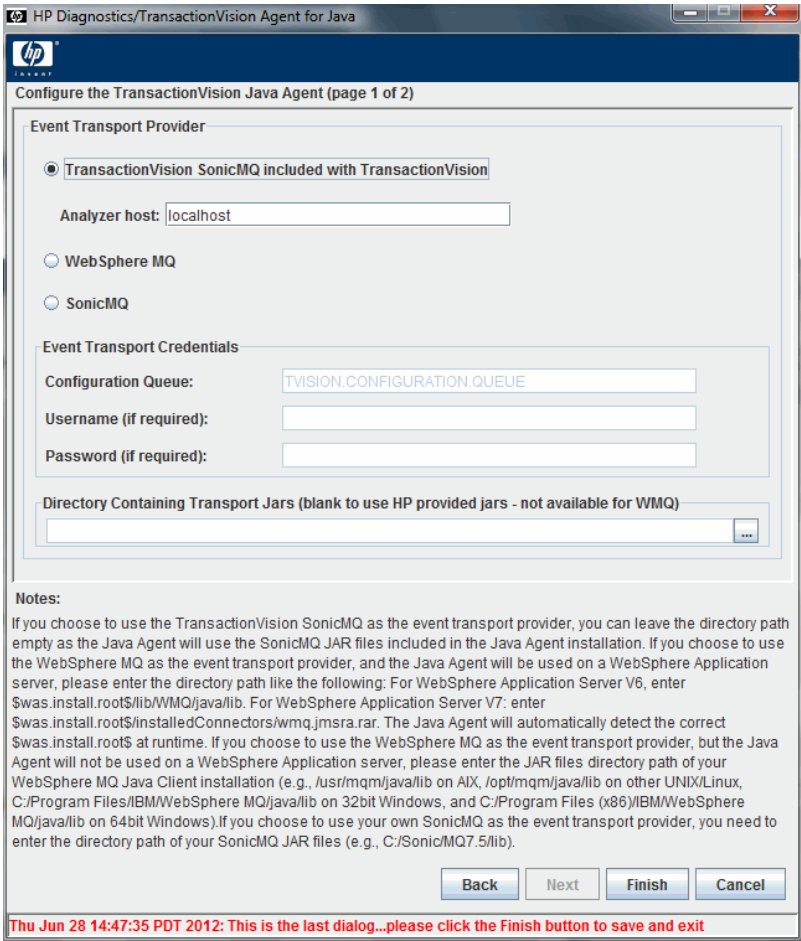 HP Diagnostics/TransactionVision Agent for Java
hp
invent
Configure the TransactionVision Java Agent (page 1 of 2)
Event Transport Provider
TransactionVision SonicMQ included with TransactionVision
Analyzer host: localhost
WebSphere MQ
SonicMQ
Event Transport Credentials
Configuration Queue: TVISION.CONFIGURATION.QUEUE
Username (if required):
Password (if required):
Directory Containing Transport Jars (blank to use HP provided jars - not available for WMQ)
...
Notes:
If you choose to use the TransactionVision SonicMQ as the event transport provider, you can leave the directory path
empty as the Java Agent will use the SonicMQ JAR files included in the Java Agent installation. If you choose to use
the WebSphere MQ as the event transport provider, and the Java Agent will be used on a WebSphere Application
server, please enter the directory path like the following: For WebSphere Application Server V6, enter
$was.install.root$/lib/WMQ/java/lib. For WebSphere Application Server V7: enter
$was.install.root$/installedConnectors/wmq.jmsra.rar. The Java Agent will automatically detect the correct
$was.install.root$ at runtime. If you choose to use the WebSphere MQ as the event transport provider, but the Java
Agent will not be used on a WebSphere Application server, please enter the JAR files directory path of your
WebSphere MQ Java Client installation (e.g., /usr/mqm/java/lib on AIX, /opt/mqm/java/lib on other UNIX/Linux,
C:/Program Files/IBM/WebSphere MQ/java/lib on 32bit Windows, and C:/Program Files (x86)/IBM/WebSphere
MQ/java/lib on 64bit Windows).If you choose to use your own SonicMQ as the event transport provider, you need to
enter the directory path of your SonicMQ JAR files (e.g., C:/Sonic/MQ7.5/lib).
Back Next Finish Cancel
Thu Jun 28 14:47:35 PDT 2012: This is the last dialog...please click the Finish button to save and exit